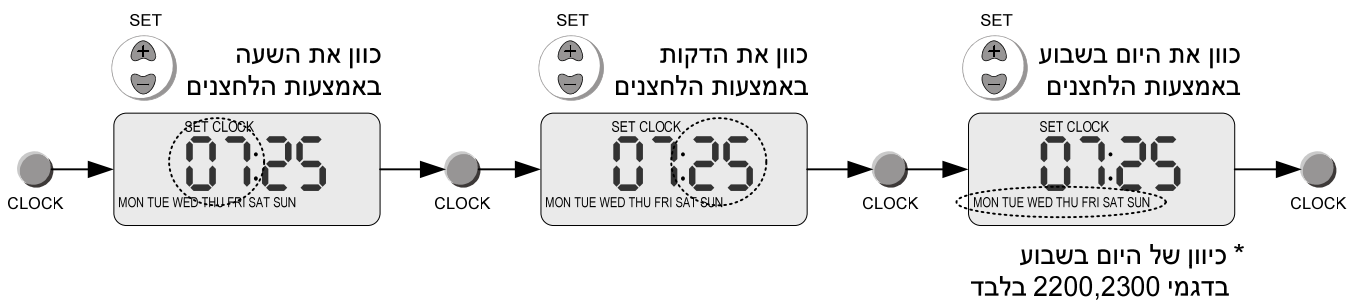 SET
כוון את השעה
באמצעות הלחצנים
SET CLOCK
07:25
MON TUE WED THU FRI SAT SUN
CLOCK
SET
כוון את הדקות
באמצעות הלחצנים
SET CLOCK
07:25
MON TUE WED THU FRI SAT SUN
CLOCK
SET
כוון את היום בשבוע
באמצעות הלחצנים
SET CLOCK
07:25
MON TUE WED THU FRI SAT SUN
CLOCK
CLOCK
* כיוון של היום בשבוע
בדגמי 2200,2300 בלבד